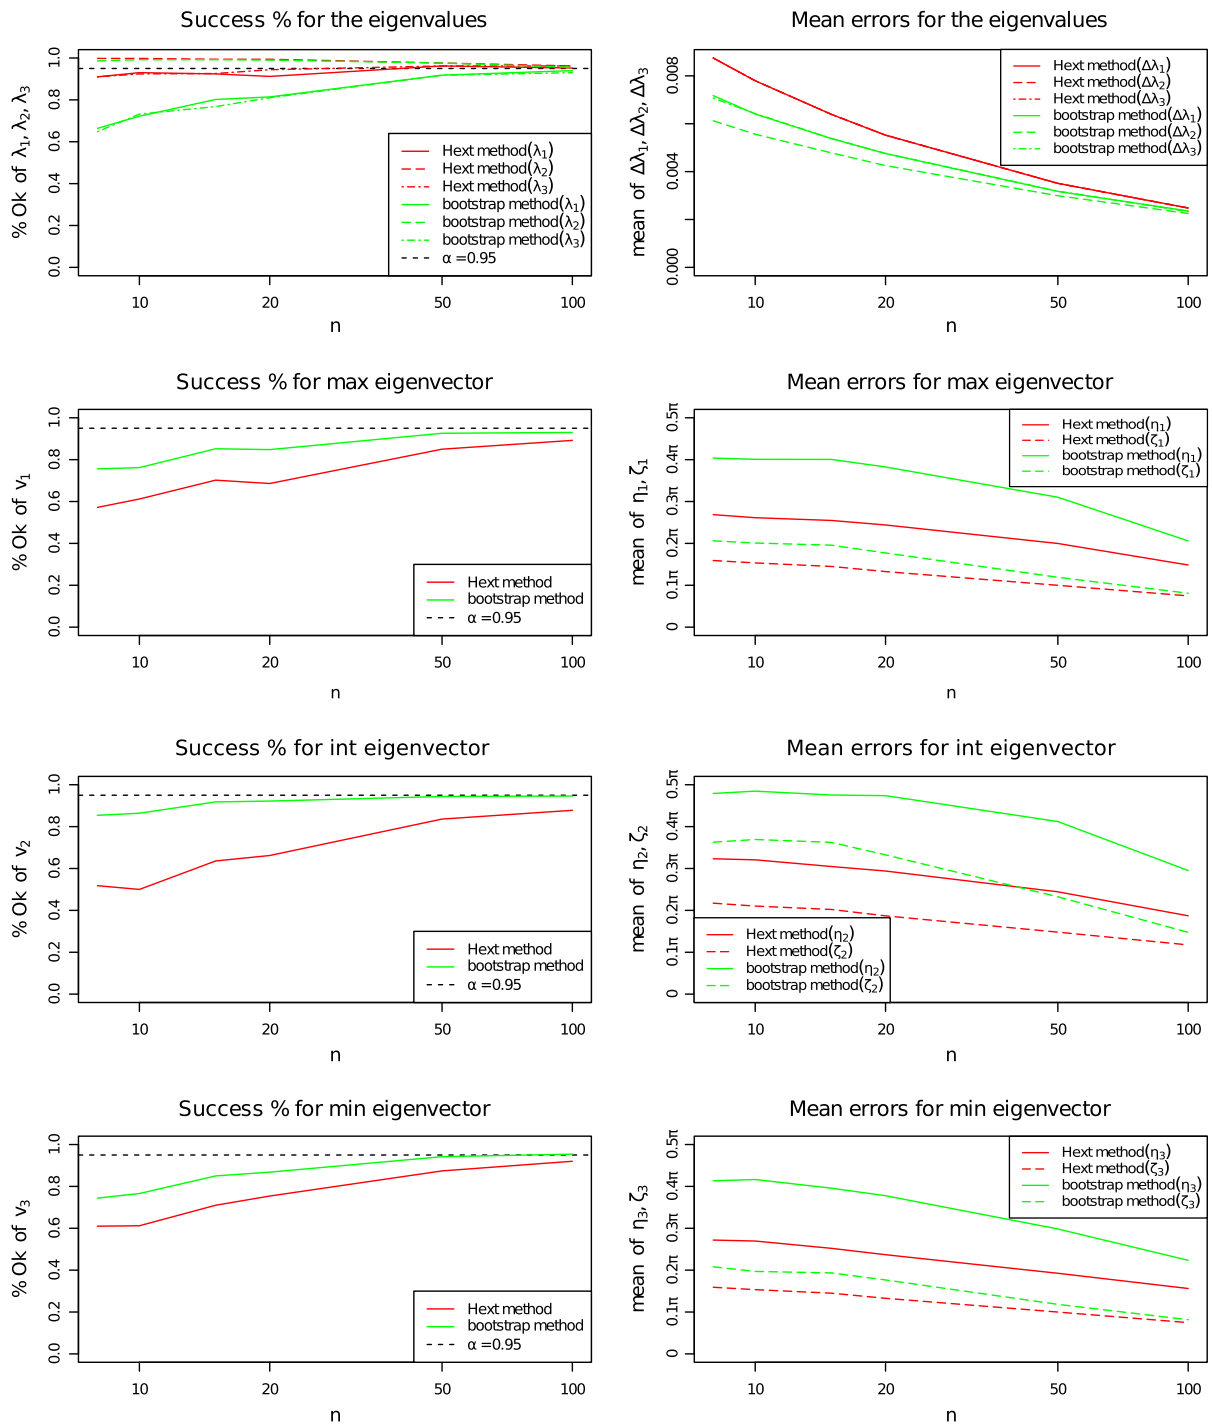 Success % for the eigenvalues
% Ok of λ1, λ2, λ3
1.0
0.8
0.6
0.4
0.2
0.0
Hext method(λ1)
Hext method(λ2)
Hext method(λ3)
bootstrap method(λ1)
bootstrap method(λ2)
bootstrap method(λ3)
α = 0.95
10 20 50 100
n
Mean errors for the eigenvalues
mean of Δλ1, Δλ2, Δλ3
0.008
0.004
0.000
Hext method(Δλ1)
Hext method(Δλ2)
Hext method(Δλ3)
bootstrap method(Δλ1)
bootstrap method(Δλ2)
bootstrap method(Δλ3)
10 20 50 100
n
Success % for max eigenvector
% Ok of v1
1.0
0.8
0.6
0.4
0.2
0.0
Hext method
bootstrap method
α = 0.95
10 20 50 100
n
Mean errors for max eigenvector
mean of η1, ζ1
0.5π
0.4π
0.3π
0.2π
0.1π
0
Hext method(η1)
Hext method(ζ1)
bootstrap method(η1)
bootstrap method(ζ1)
10 20 50 100
n
Success % for int eigenvector
% Ok of v2
1.0
0.8
0.6
0.4
0.2
0.0
Hext method
bootstrap method
α = 0.95
10 20 50 100
n
Mean errors for int eigenvector
mean of η2, ζ2
0.5π
0.4π
0.3π
0.2π
0.1π
0
Hext method(η2)
Hext method(ζ2)
bootstrap method(η2)
bootstrap method(ζ2)
10 20 50 100
n
Success % for min eigenvector
% Ok of v3
1.0
0.8
0.6
0.4
0.2
0.0
Hext method
bootstrap method
α = 0.95
10 20 50 100
n
Mean errors for min eigenvector
mean of η3, ζ3
0.5π
0.4π
0.3π
0.2π
0.1π
0
Hext method(η3)
Hext method(ζ3)
bootstrap method(η3)
bootstrap method(ζ3)
10 20 50 100
n